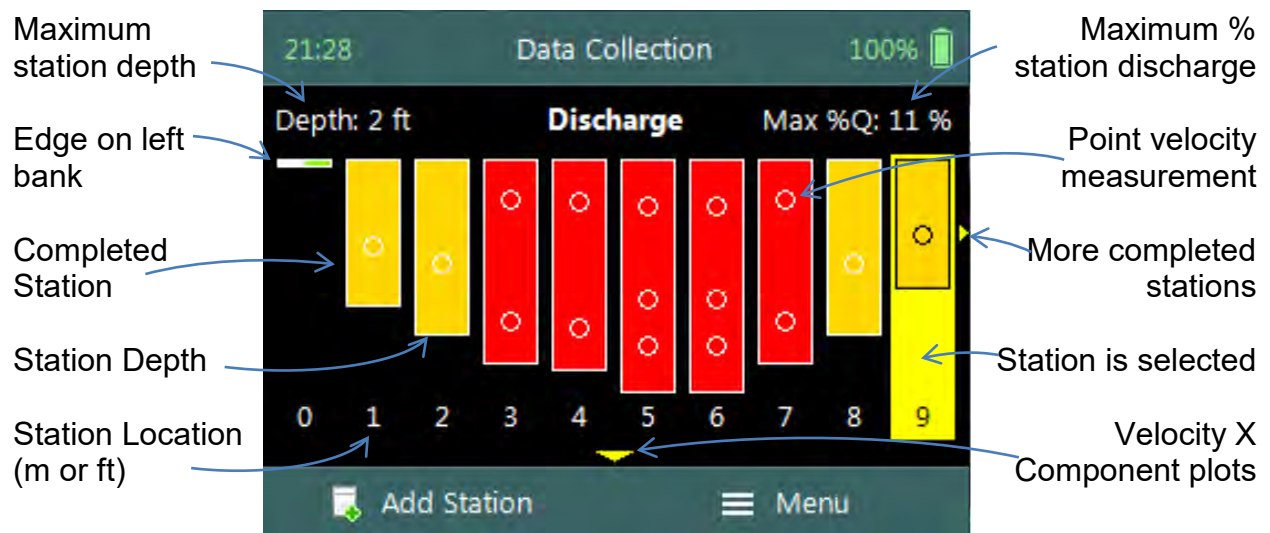 Maximum
station depth
Edge on left
bank
Completed
Station
Station Depth
Station Location
(m or ft)
21:28 Data Collection 100%
Depth: 2 ft Discharge Max %Q: 11 %
0 1 2 3 4 5 6 7 8 9
Add Station Menu
Maximum %
station discharge
Point velocity
measurement
More completed
stations
Station is selected
Velocity X
Component plots